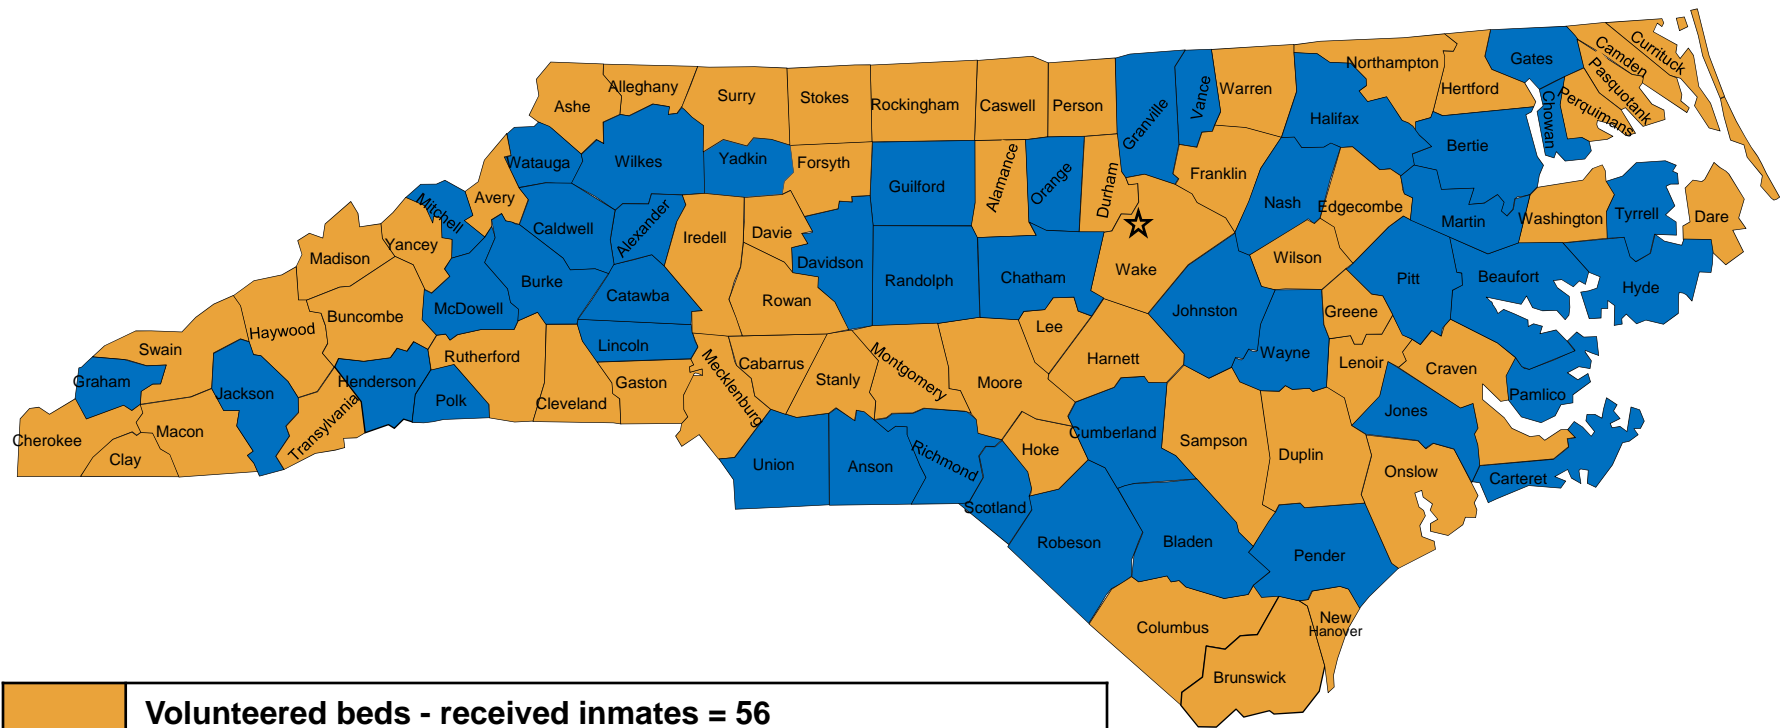 Currituck
Camden
Pasquotank
Perquimans
Gates
Northampton
Hertford
Chowan
Alleghany
Ashe
Surry
Stokes
Rockingham
Caswell
Person
Granville
Vance
Warren
Halifax
Bertie
Watauga
Wilkes
Yadkin
Forsyth
Guilford
Alamance
Orange
Durham
Franklin
Nash
Edgecombe
Martin
Washington
Tyrrell
Dare
Mitchell
Avery
Caldwell
Alexander
Iredell
Davie
Davidson
Randolph
Chatham
Wake
Wilson
Pitt
Beaufort
Hyde
Madison
Yancey
Burke
Catawba
Rowan
Johnston
Greene
Haywood
Buncombe
McDowell
Lincoln
Lee
Wayne
Swain
Rutherford
Mecklenburg
Cabarrus
Stanly
Montgomery
Moore
Harnett
Lenoir
Craven
Graham
Jackson
Henderson
Polk
Cleveland
Gaston
Pamlico
Jones
Cherokee
Macon
Clay
Transylvania
Union
Anson
Richmond
Hoke
Cumberland
Sampson
Duplin
Onslow
Carteret
Scotland
Robeson
Bladen
Pender
Columbus
New
Hanover
Brunswick
Volunteered beds - received inmates = 56